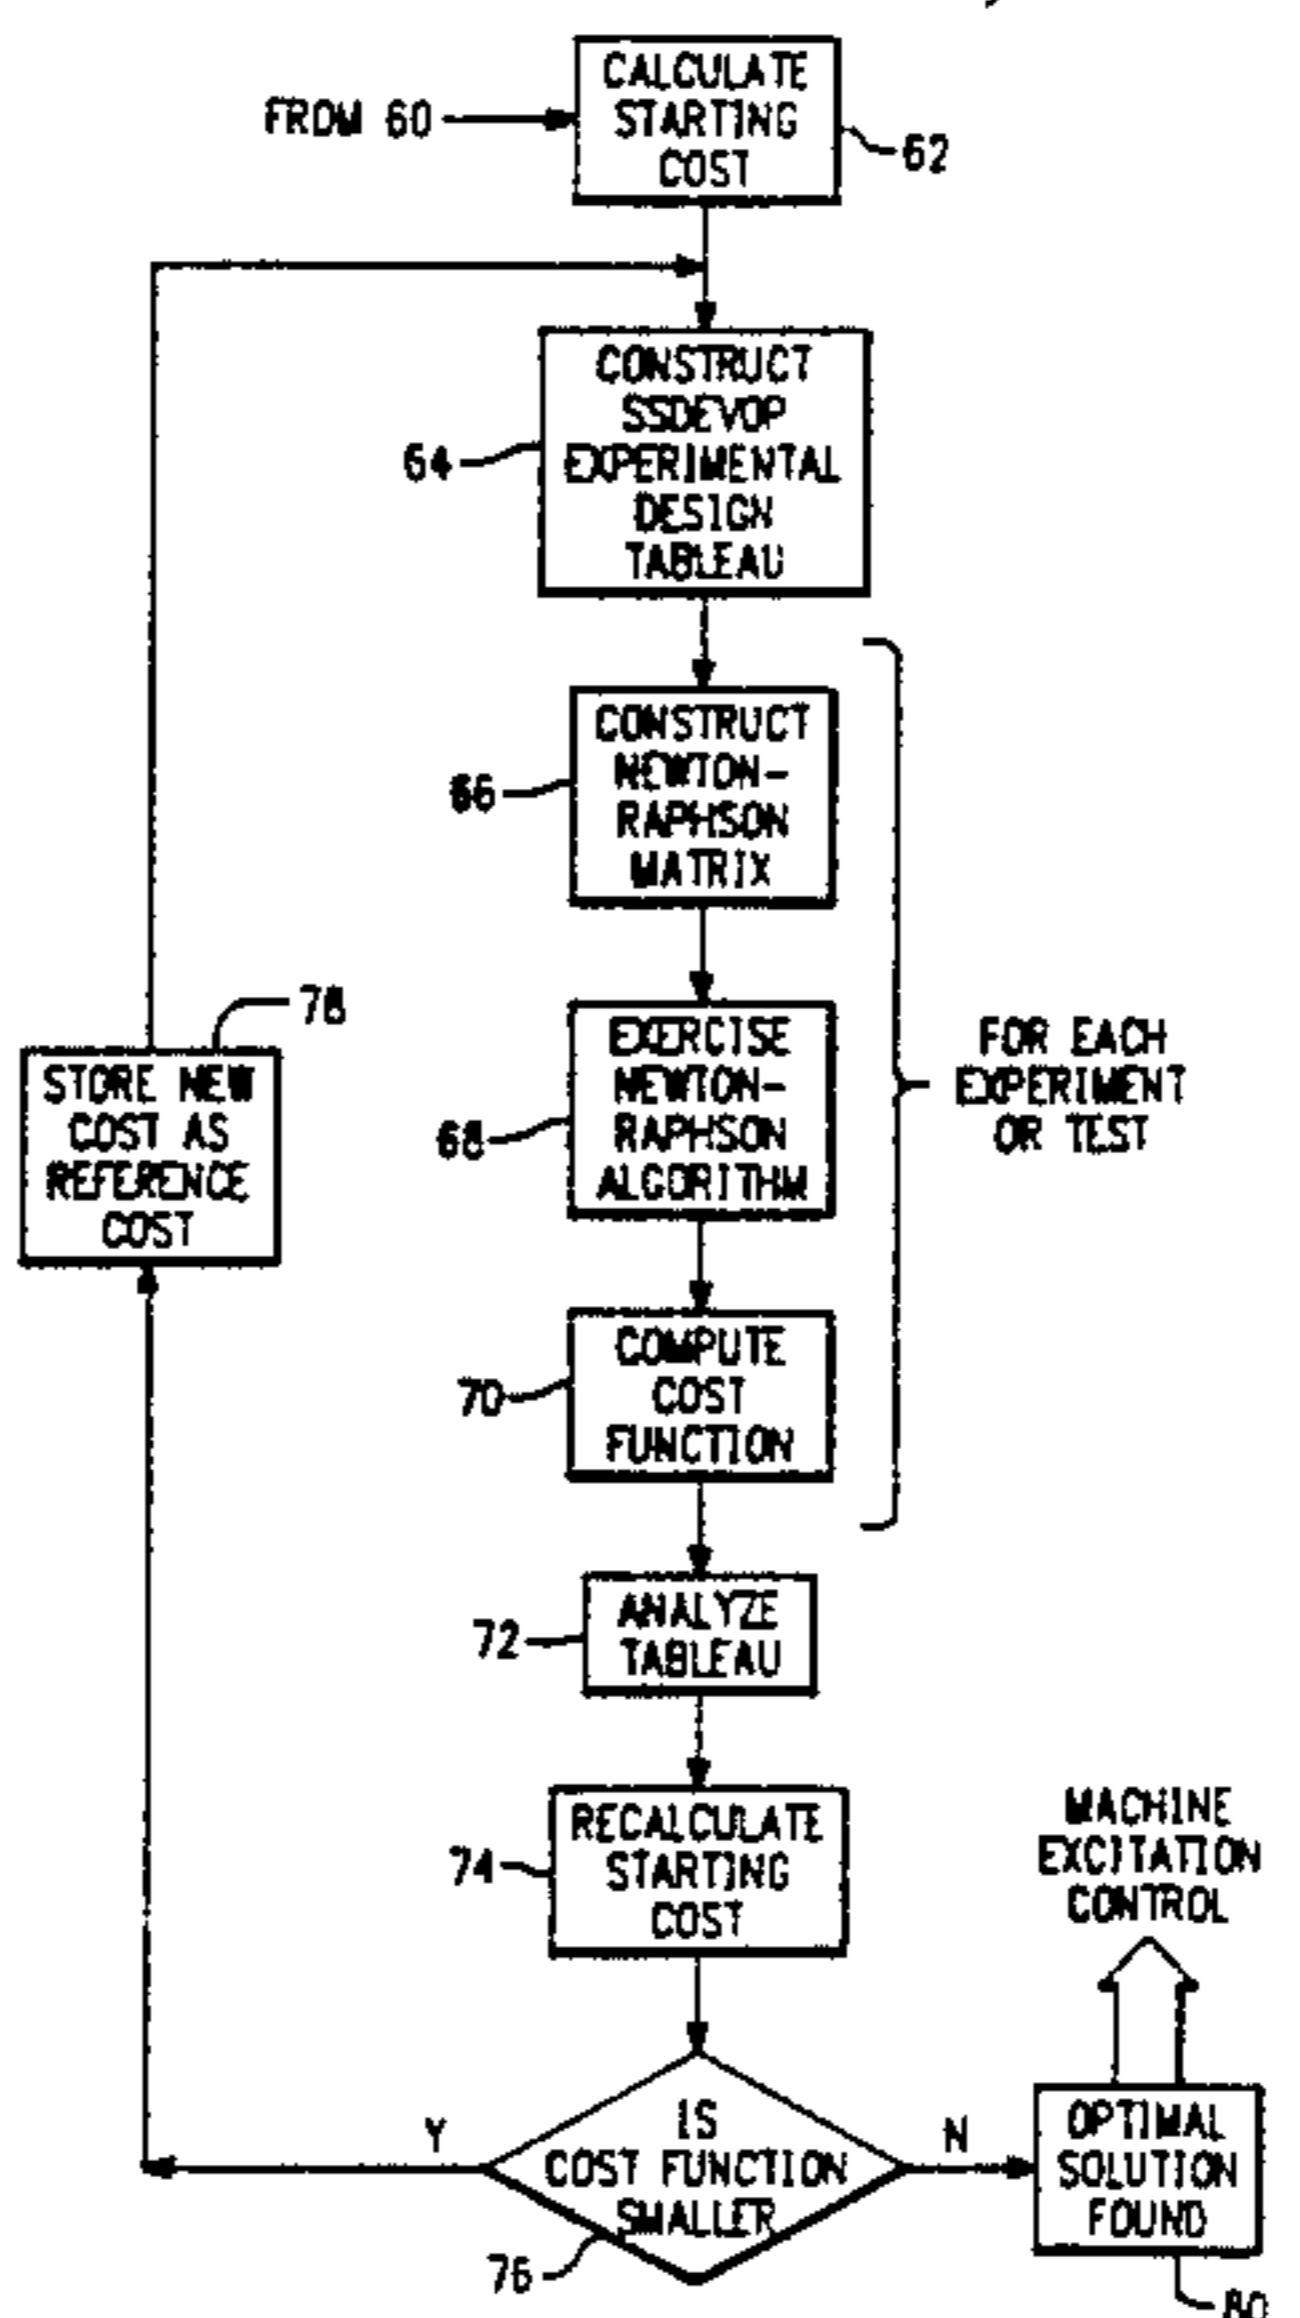 CALCULATE
STARTING
COST
FROM 60
62
CONSTRUCT
SSDEVOP
EXPERIMENTAL
DESIGN
TABLEAU
64
CONSTRUCT
NEWTON-
RAPHSON
MATRIX
66
EXERCISE
NEWTON-
RAPHSON
ALGORITHM
68
FOR EACH
EXPERIMENT
OR TEST
78
STORE NEW
COST AS
REFERENCE
COST
COMPUTE
COST
FUNCTION
70
ANALYZE
TABLEAU
72
RECALCULATE
STARTING
COST
74
MACHINE
EXCITATION
CONTROL
IS
COST FUNCTION
SMALLER
76
Y
N
OPTIMAL
SOLUTION
FOUND
80